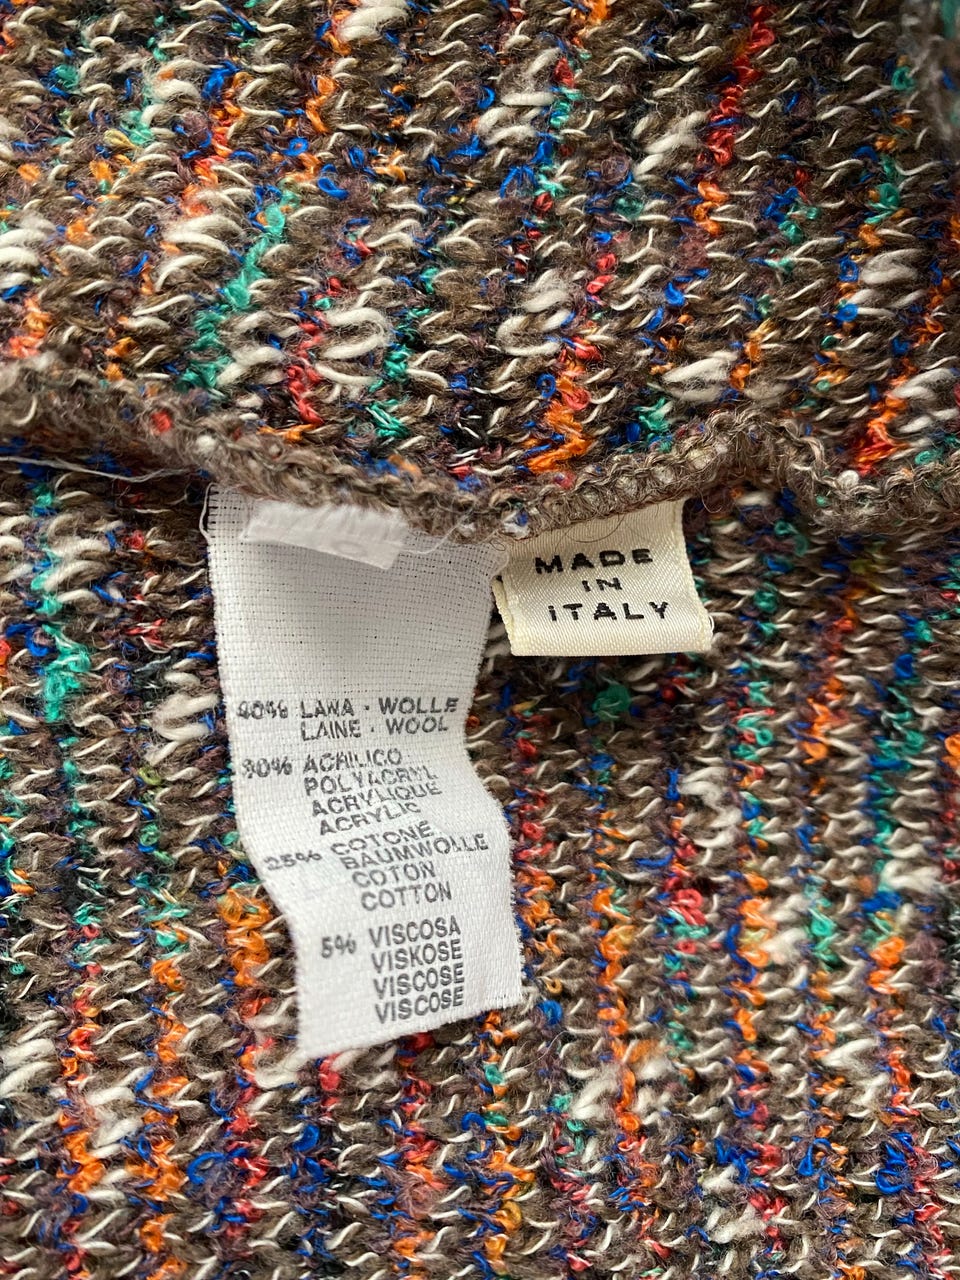 MADE
IN
iTALY
40% LANA · WOLLE
LAINE · WOOL
30% ACRILICO
POLYACRYL
ACRYLIQUE
ACRYLIC
25% COTONE
BAUMWOLLE
COTON
COTTON
5% VISCOSA
VISKOSE
VISCOSE
VISCOSE